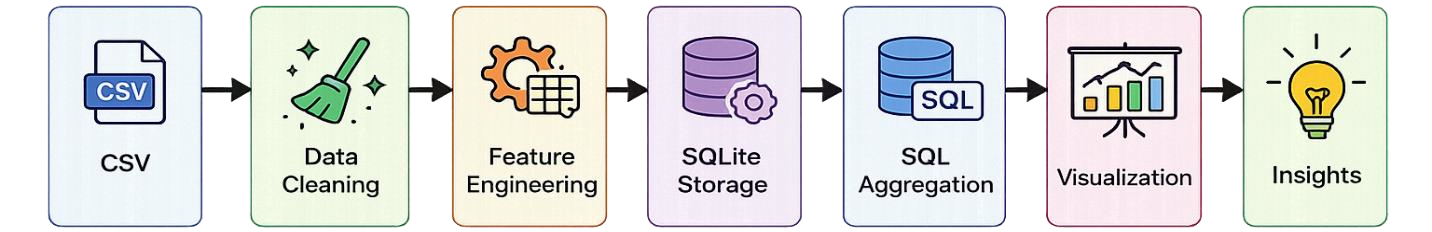 CSV
CSV
Data
Cleaning
Feature
Engineering
SQLite
Storage
SQL
SQL
Aggregation
Visualization
Insights